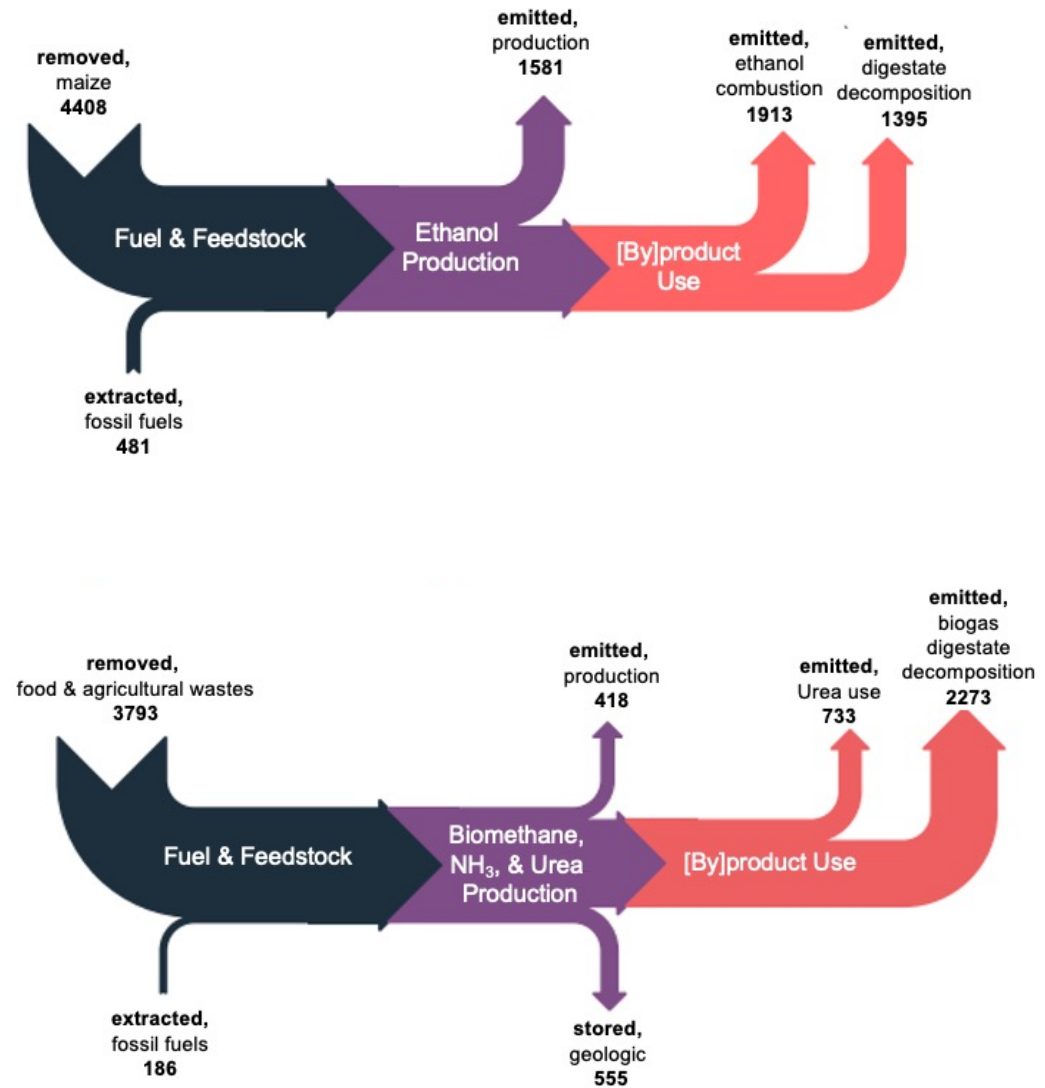 removed,
maize
4408
emitted,
production
1581
emitted,
ethanol
combustion
1913
emitted,
digestate
decomposition
1395
Fuel & Feedstock
Ethanol
Production
[By]product
Use
extracted,
fossil fuels
481
removed,
food & agricultural wastes
3793
emitted,
production
418
emitted,
Urea use
733
emitted,
biogas
digestate
decomposition
2273
Fuel & Feedstock
Biomethane,
NH₃, & Urea
Production
[By]product Use
extracted,
fossil fuels
186
stored,
geologic
555